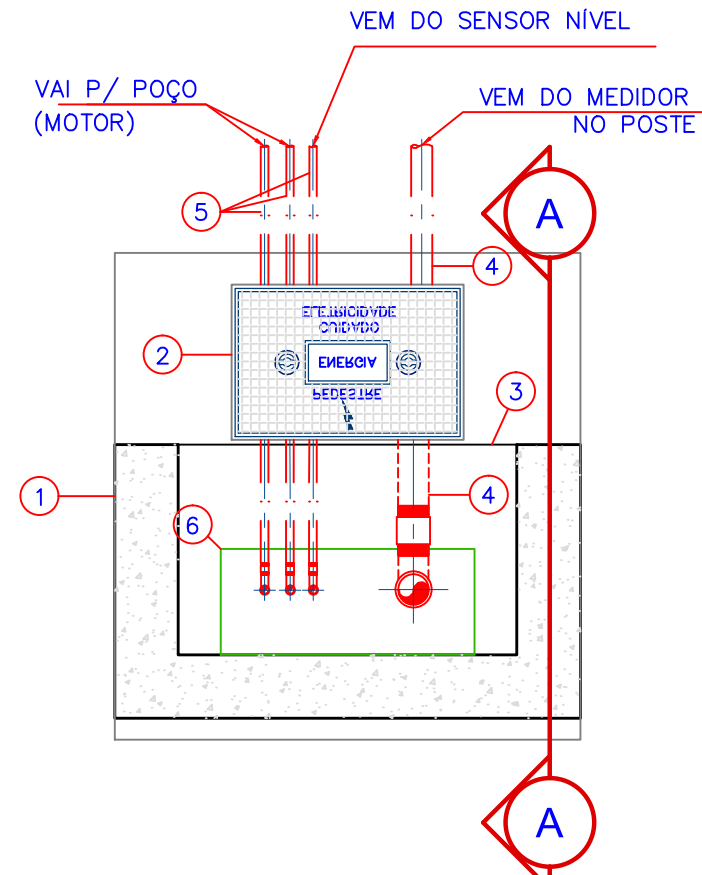 VEM DO SENSOR NÍVEL
VAI P/ POÇO
(MOTOR)
VEM DO MEDIDOR
NO POSTE
A
5
4
ELETRICIDADE
CUIDADO
2
ENERGIA
3
PEDESTRE
1
4
6
A